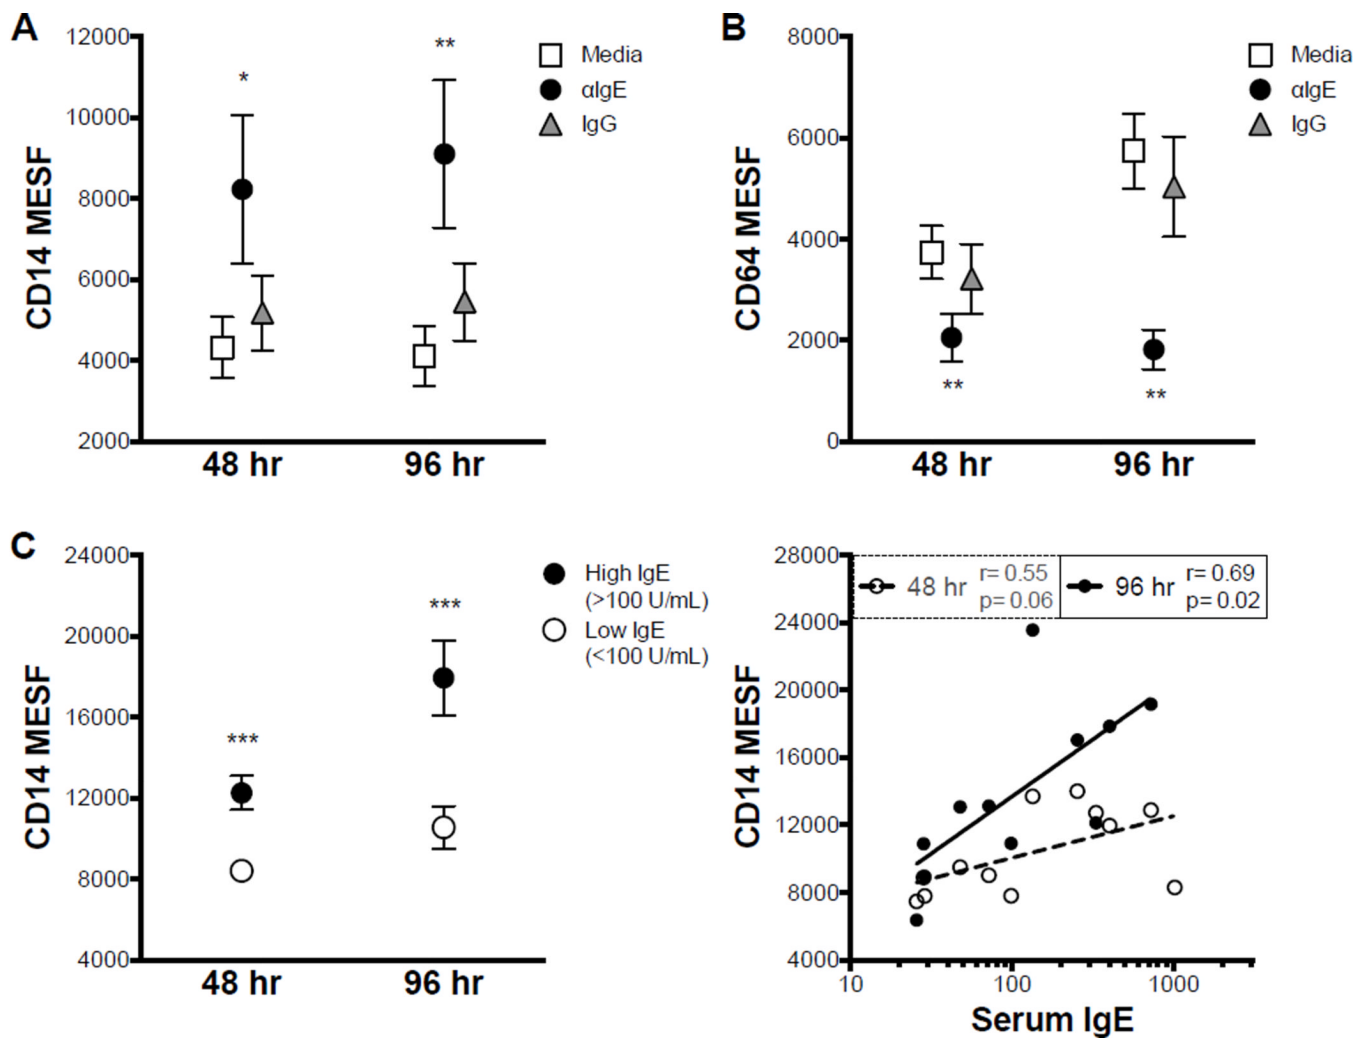 A
CD14 MESF
12000
10000
8000
6000
4000
2000
*
**
48 hr
96 hr
Media
αIgE
IgG
B
CD64 MESF
8000
6000
4000
2000
0
**
**
48 hr
96 hr
Media
αIgE
IgG
C
CD14 MESF
24000
20000
16000
12000
8000
4000
***
***
48 hr
96 hr
High IgE
(>100 U/mL)
Low IgE
(<100 U/mL)
CD14 MESF
28000
24000
20000
16000
12000
8000
4000
48 hr
r= 0.55
p= 0.06
96 hr
r= 0.69
p= 0.02
10
100
1000
Serum IgE